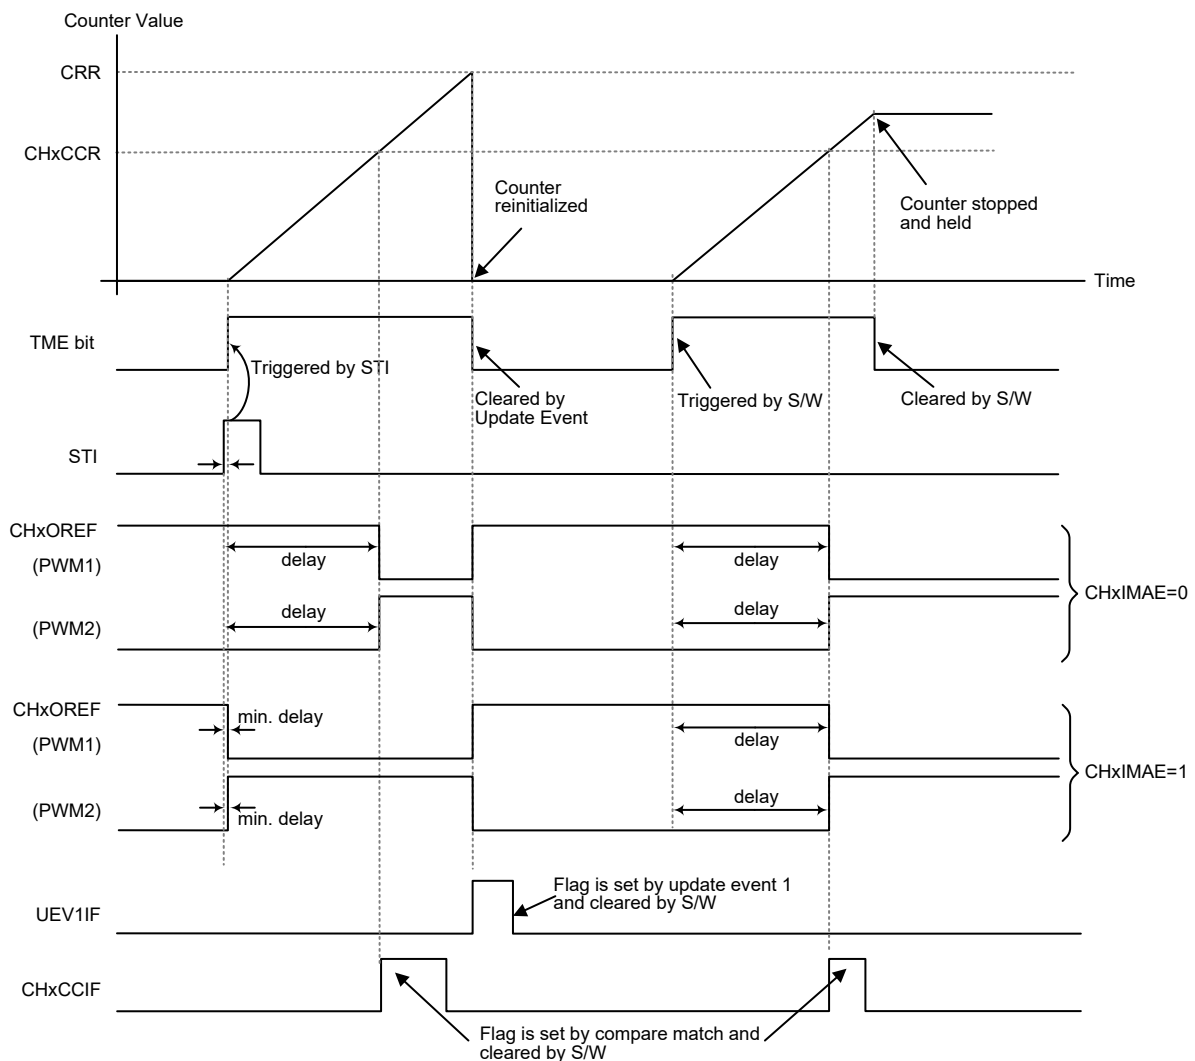 Counter Value
CRR
CHxCCR
Counter
reinitialized
Counter stopped
and held
Time
TME bit
Triggered by STI
Cleared by
Update Event
Triggered by S/W
Cleared by S/W
STI
CHxOREF
(PWM1)
delay
delay
(PWM2)
delay
delay
CHxIMAE=0
CHxOREF
(PWM1)
min. delay
delay
(PWM2)
min. delay
delay
CHxIMAE=1
UEV1IF
Flag is set by update event 1
and cleared by S/W
CHxCCIF
Flag is set by compare match and
cleared by S/W